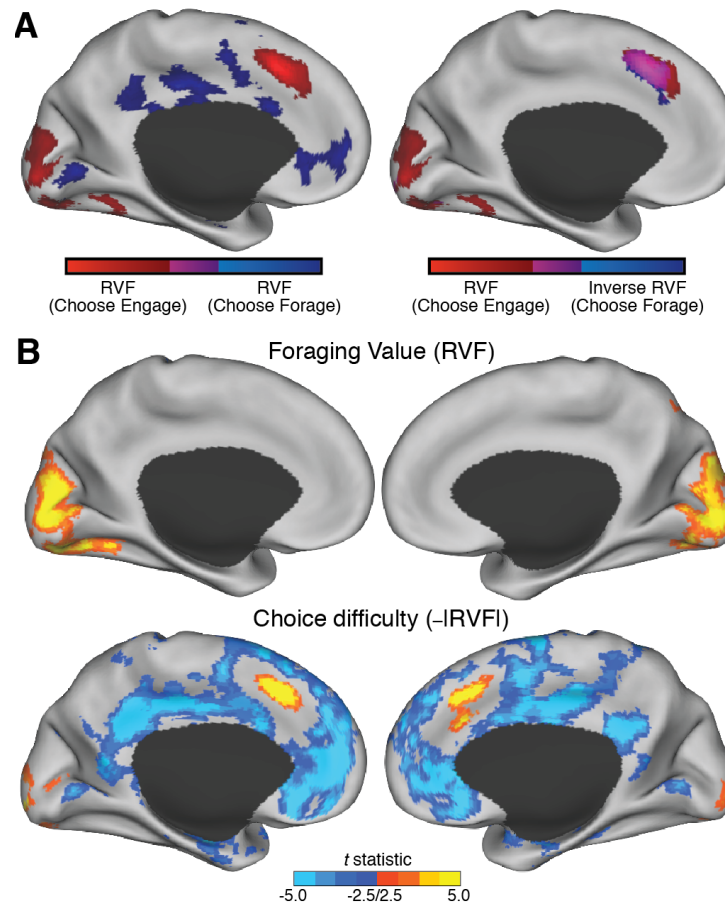 A
RVF
(Choose Engage)
RVF
(Choose Forage)
RVF
(Choose Engage)
Inverse RVF
(Choose Forage)
B
Foraging Value (RVF)
Choice difficulty (–|RVF|)
t statistic
-5.0
-2.5/2.5
5.0